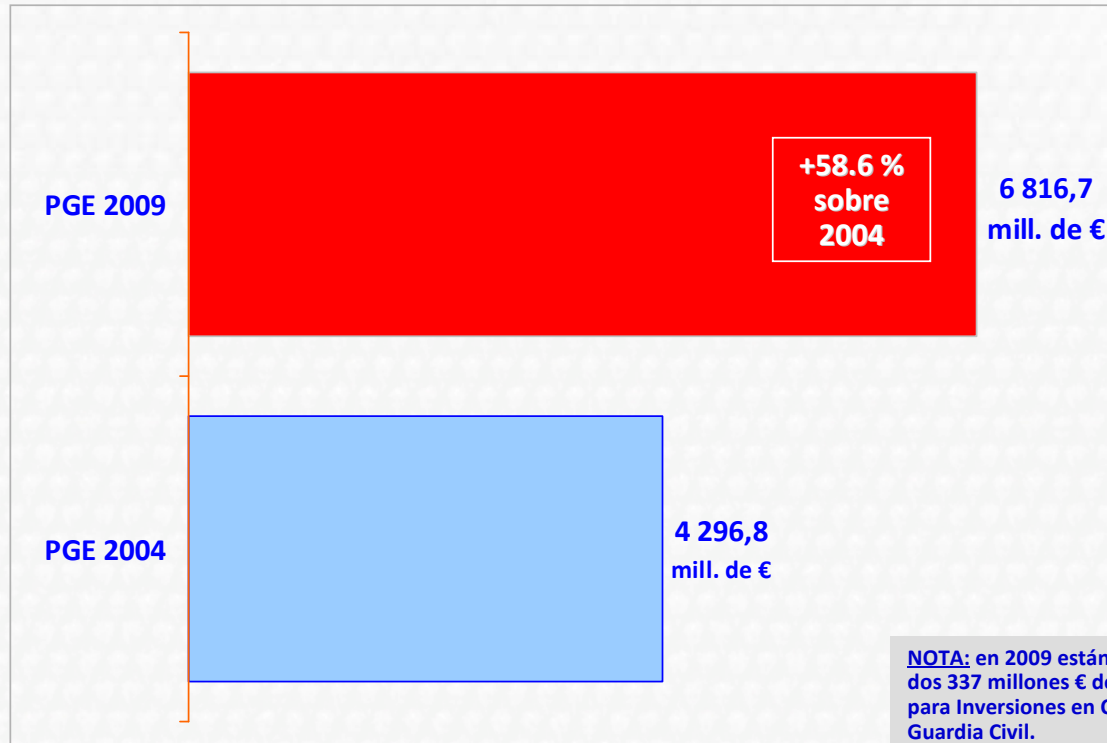 PGE 2009
+58.6 %
sobre
2004
6 816,7
mill. de €
PGE 2004
4 296,8
mill. de €
NOTA: en 2009 están
dos 337 millones €
para Inversiones en
Guardia Civil.